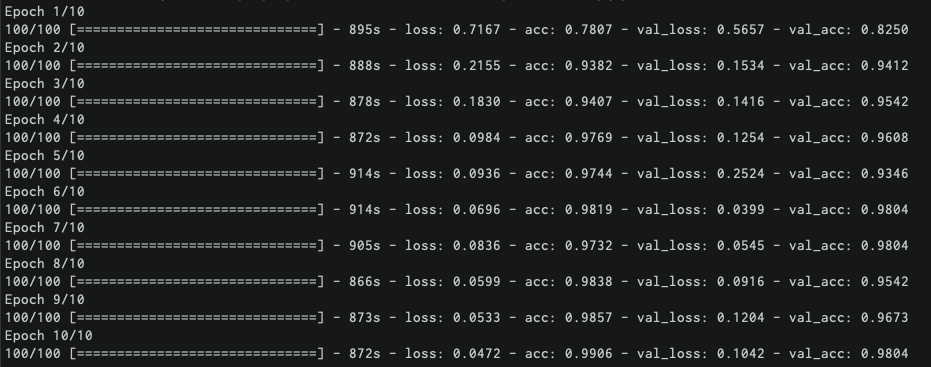 Epoch 1/10
100/100 [==============================] - 895s - loss: 0.7167 - acc: 0.7807 - val_loss: 0.5657 - val_acc: 0.8250
Epoch 2/10
100/100 [==============================] - 888s - loss: 0.2155 - acc: 0.9382 - val_loss: 0.1534 - val_acc: 0.9412
Epoch 3/10
100/100 [==============================] - 878s - loss: 0.1830 - acc: 0.9407 - val_loss: 0.1416 - val_acc: 0.9542
Epoch 4/10
100/100 [==============================] - 872s - loss: 0.0984 - acc: 0.9769 - val_loss: 0.1254 - val_acc: 0.9608
Epoch 5/10
100/100 [==============================] - 914s - loss: 0.0936 - acc: 0.9744 - val_loss: 0.2524 - val_acc: 0.9346
Epoch 6/10
100/100 [==============================] - 914s - loss: 0.0696 - acc: 0.9819 - val_loss: 0.0399 - val_acc: 0.9804
Epoch 7/10
100/100 [==============================] - 905s - loss: 0.0836 - acc: 0.9732 - val_loss: 0.0545 - val_acc: 0.9804
Epoch 8/10
100/100 [==============================] - 866s - loss: 0.0599 - acc: 0.9838 - val_loss: 0.0916 - val_acc: 0.9542
Epoch 9/10
100/100 [==============================] - 873s - loss: 0.0533 - acc: 0.9857 - val_loss: 0.1204 - val_acc: 0.9673
Epoch 10/10
100/100 [==============================] - 872s - loss: 0.0472 - acc: 0.9906 - val_loss: 0.1042 - val_acc: 0.9804